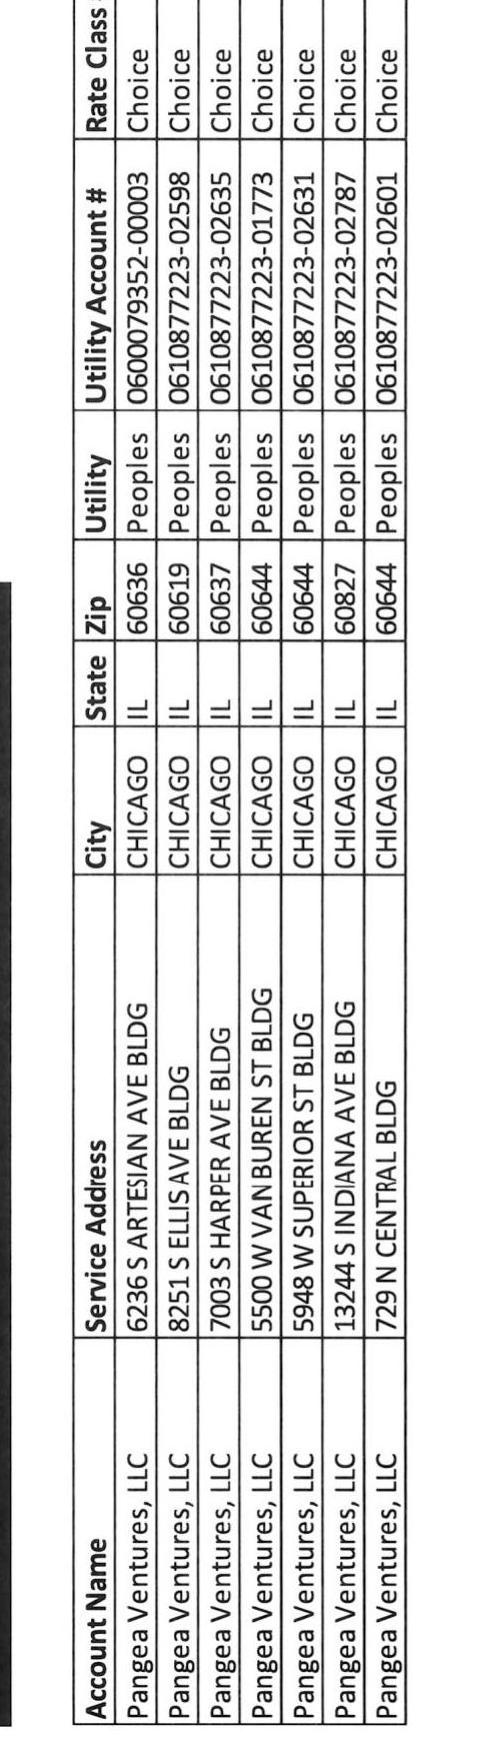 Account Name Service Address City State Zip Utility Utility Account # Rate Class
Pangea Ventures, LLC 6236 S ARTESIAN AVE BLDG CHICAGO IL 60636 Peoples 0600079352-00003 Choice
Pangea Ventures, LLC 8251 S ELLIS AVE BLDG CHICAGO IL 60619 Peoples 0610877223-02598 Choice
Pangea Ventures, LLC 7003 S HARPER AVE BLDG CHICAGO IL 60637 Peoples 0610877223-02635 Choice
Pangea Ventures, LLC 5500 W VAN BUREN ST BLDG CHICAGO IL 60644 Peoples 0610877223-01773 Choice
Pangea Ventures, LLC 5948 W SUPERIOR ST BLDG CHICAGO IL 60644 Peoples 0610877223-02631 Choice
Pangea Ventures, LLC 13244 S INDIANA AVE BLDG CHICAGO IL 60827 Peoples 0610877223-02787 Choice
Pangea Ventures, LLC 729 N CENTRAL BLDG CHICAGO IL 60644 Peoples 0610877223-02601 Choice